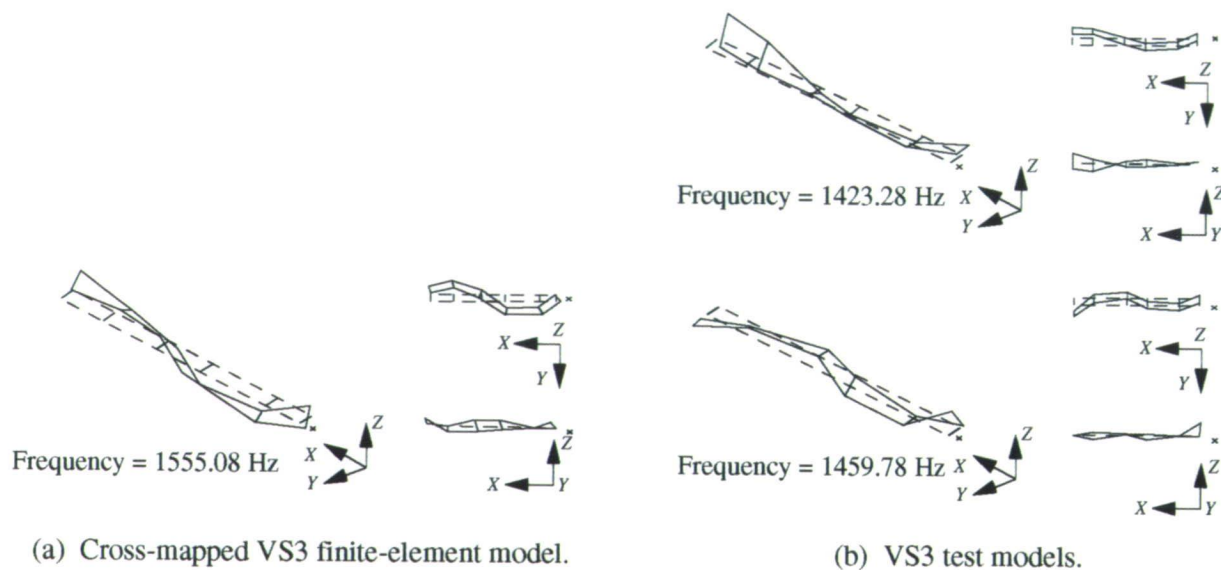 X
Z
Y
Z
X
Y
Frequency = 1423.28 Hz
X
Y
Z
X
Z
Y
Z
X
Y
Frequency = 1555.08 Hz
X
Y
Z
X
Z
Y
Frequency = 1459.78 Hz
X
Y
Z
X
Z
Y
Z
X
Y
(a) Cross-mapped VS3 finite-element model.
(b) VS3 test models.